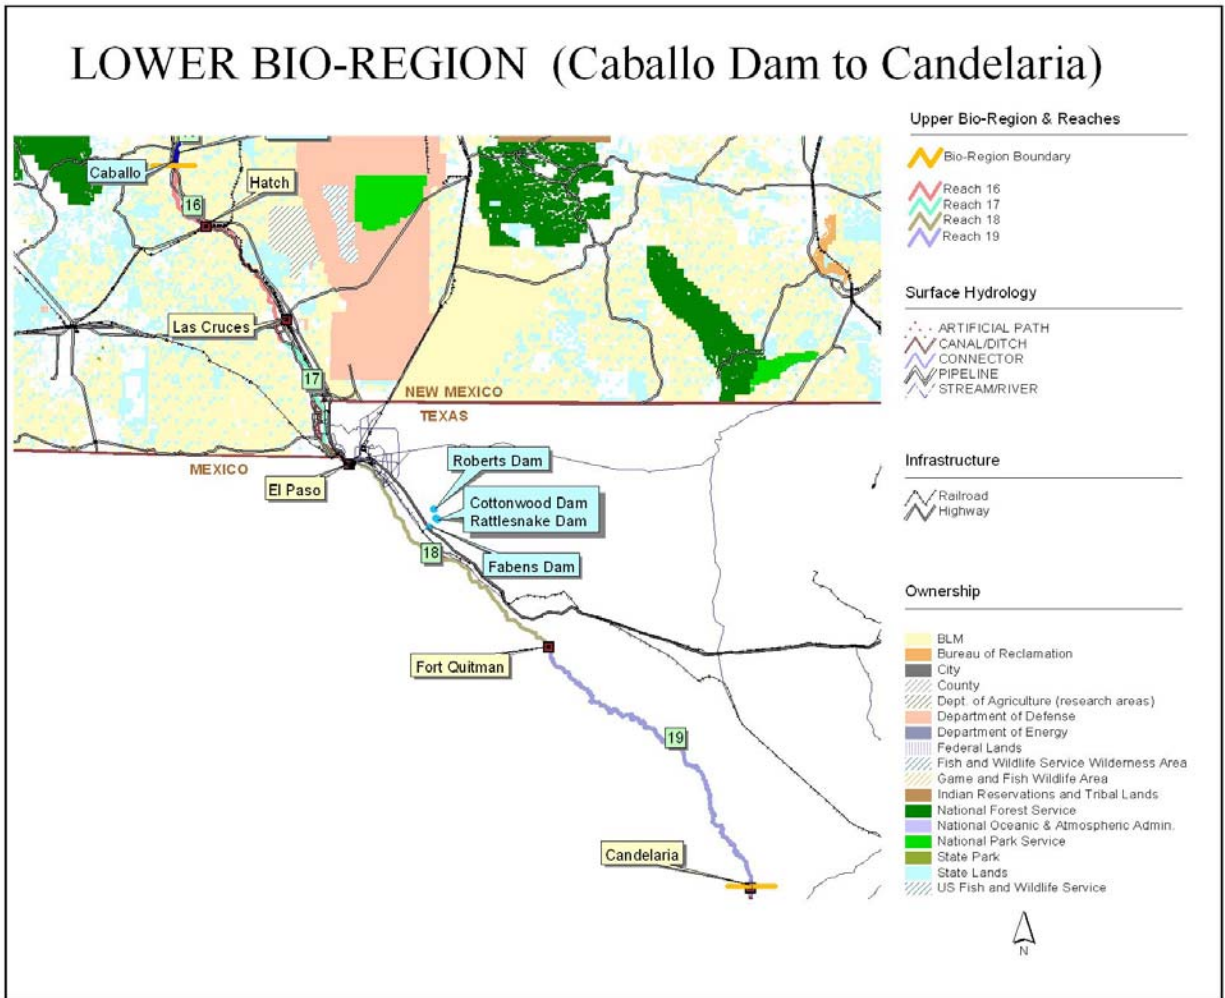 LOWER BIO-REGION (Caballo Dam to Candelaria)
Caballo
Hatch
16
Las Cruces
17
NEW MEXICO
TEXAS
MEXICO
El Paso
Roberts Dam
Cottonwood Dam
Rattlesnake Dam
18
Fabens Dam
Fort Quitman
19
Candelaria
Upper Bio-Region & Reaches
Bio-Region Boundary
Reach 16
Reach 17
Reach 18
Reach 19
Surface Hydrology
ARTIFICIAL PATH
CANAL/DITCH
CONNECTOR
PIPELINE
STREAM/RIVER
Infrastructure
Railroad
Highway
Ownership
BLM
Bureau of Reclamation
City
County
Dept. of Agriculture (research areas)
Department of Defense
Department of Energy
Federal Lands
Fish and Wildlife Service Wilderness Area
Game and Fish Wildlife Area
Indian Reservations and Tribal Lands
National Forest Service
National Oceanic & Atmospheric Admin.
National Park Service
State Park
State Lands
US Fish and Wildlife Service
N